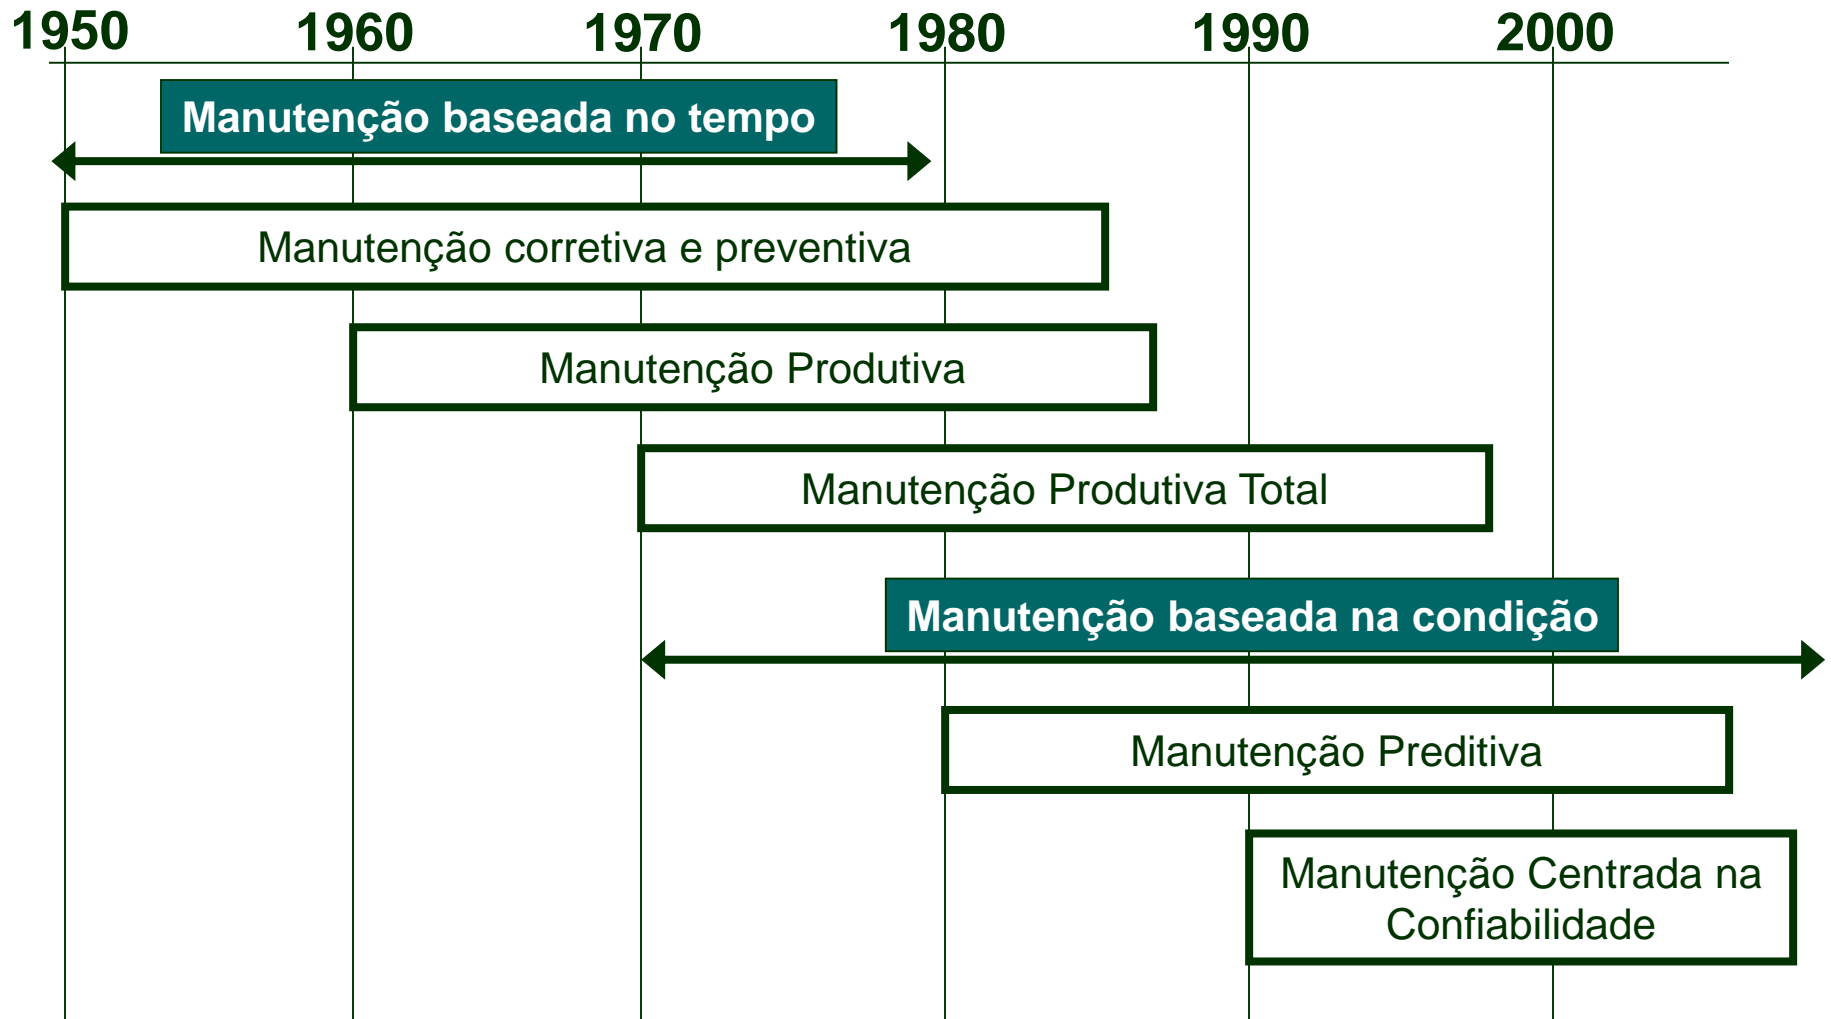 1950 1960 1970 1980 1990 2000
Manutenção baseada no tempo
Manutenção corretiva e preventiva
Manutenção Produtiva
Manutenção Produtiva Total
Manutenção baseada na condição
Manutenção Preditiva
Manutenção Centrada na
Confiabilidade